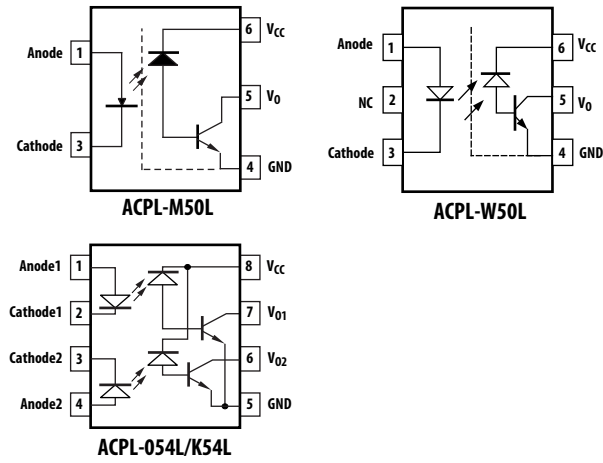 Anode 1 6 VCC
5 VO
Cathode 3 4 GND
ACPL-M50L
Anode 1 6 VCC
NC 2 5 VO
Cathode 3 4 GND
ACPL-W50L
Anode1 1 8 VCC
Cathode1 2 7 VO1
Cathode2 3 6 VO2
Anode2 4 5 GND
ACPL-054L/K54L